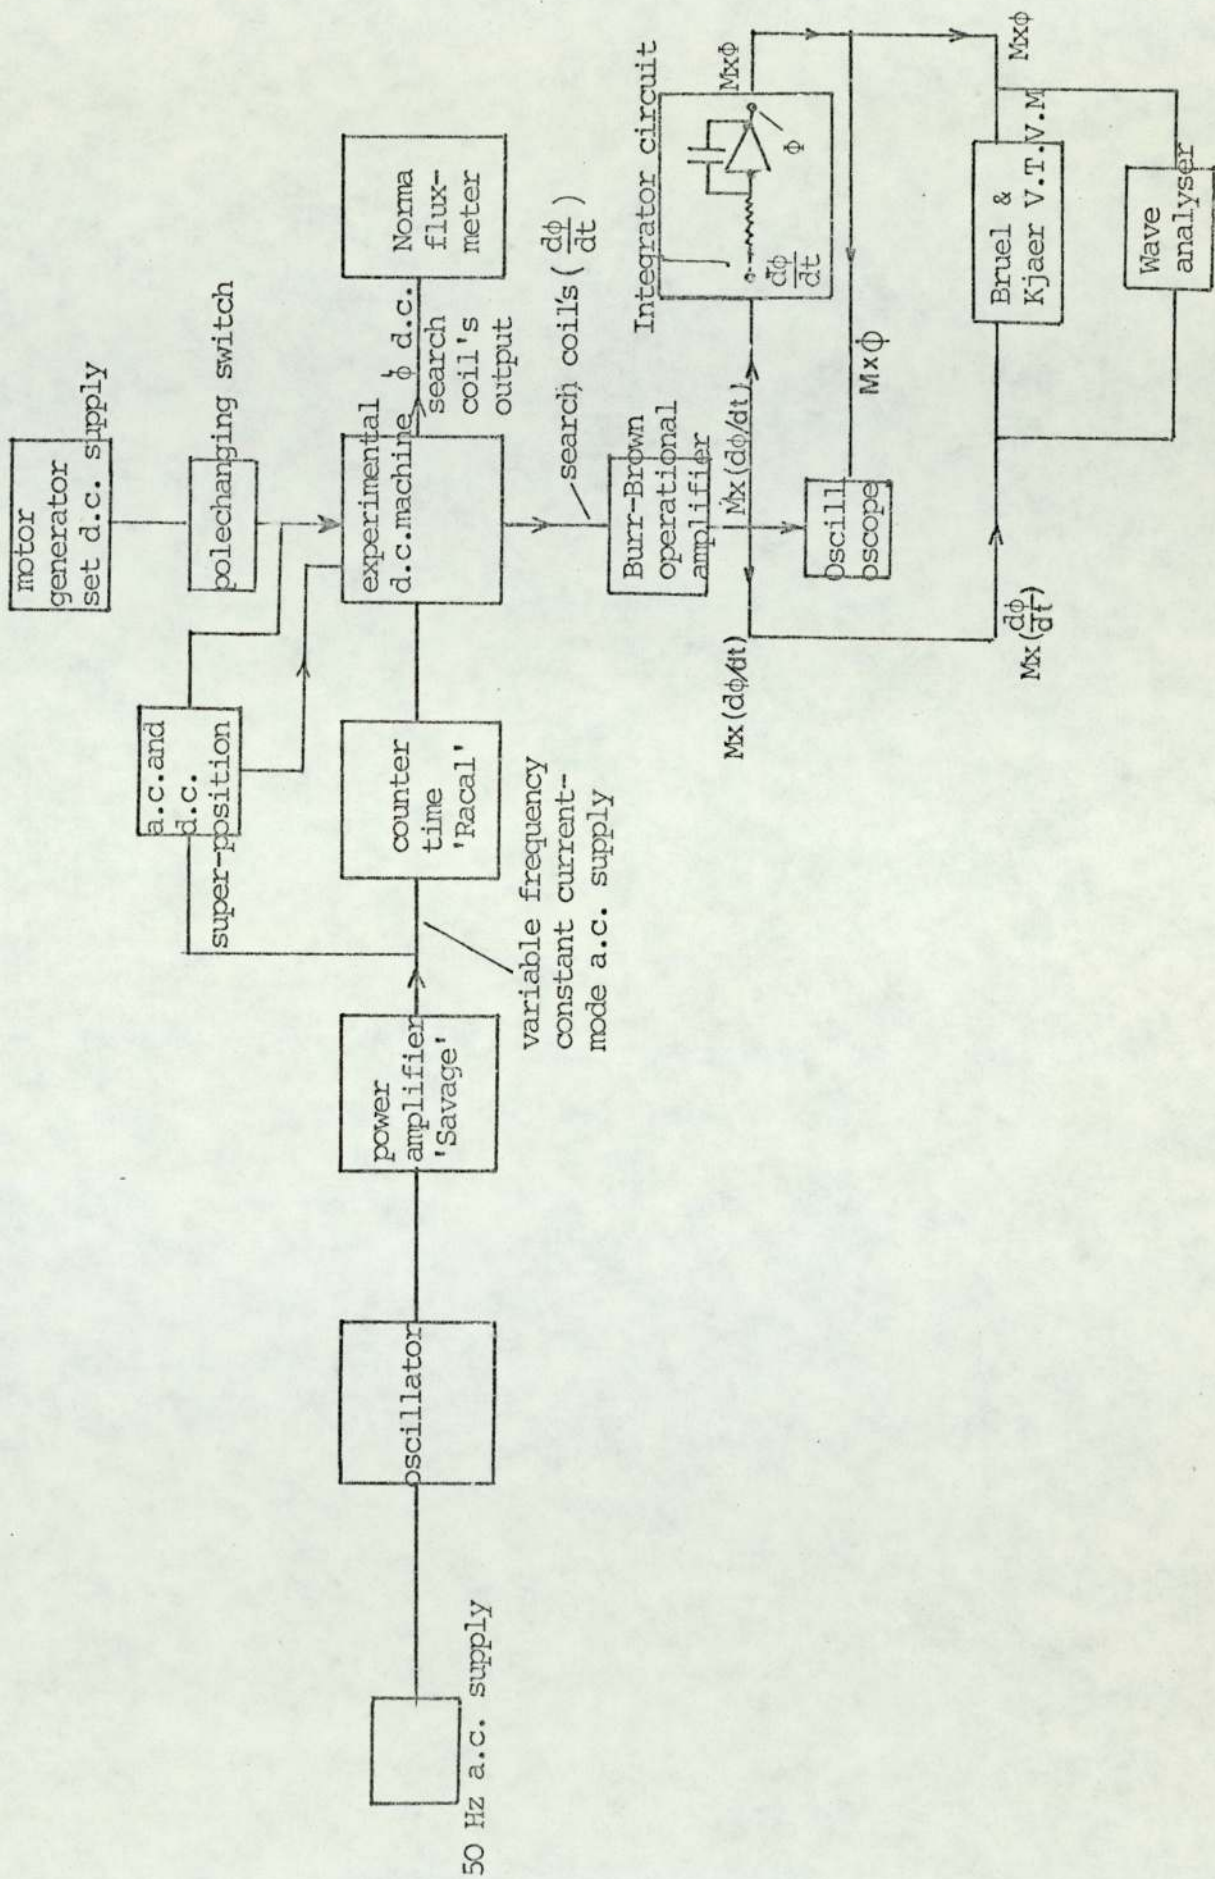 motor
generator
set d.c. supply
polechanging switch
a.c.and
d.c.
super-position
50 Hz a.c. supply
oscillator
power
amplifier
'Savage'
variable frequency
constant current-
mode a.c. supply
counter
time
'Racal'
experimental
d.c.machine
ϕ d.c.
search
coil's
output
Norma
flux-
meter
search coil's (dϕ/dt)
Burr-Brown
operational
amplifier
Mx(dϕ/dt)
Mx(dϕ/dt)
Integrator circuit
dϕ/dt
Φ
MxΦ
Oscill
oscope
Mxϕ
Mxϕ
Mx(dϕ/dt)
Bruel &
Kjaer V.T.V.M
Wave
analyser